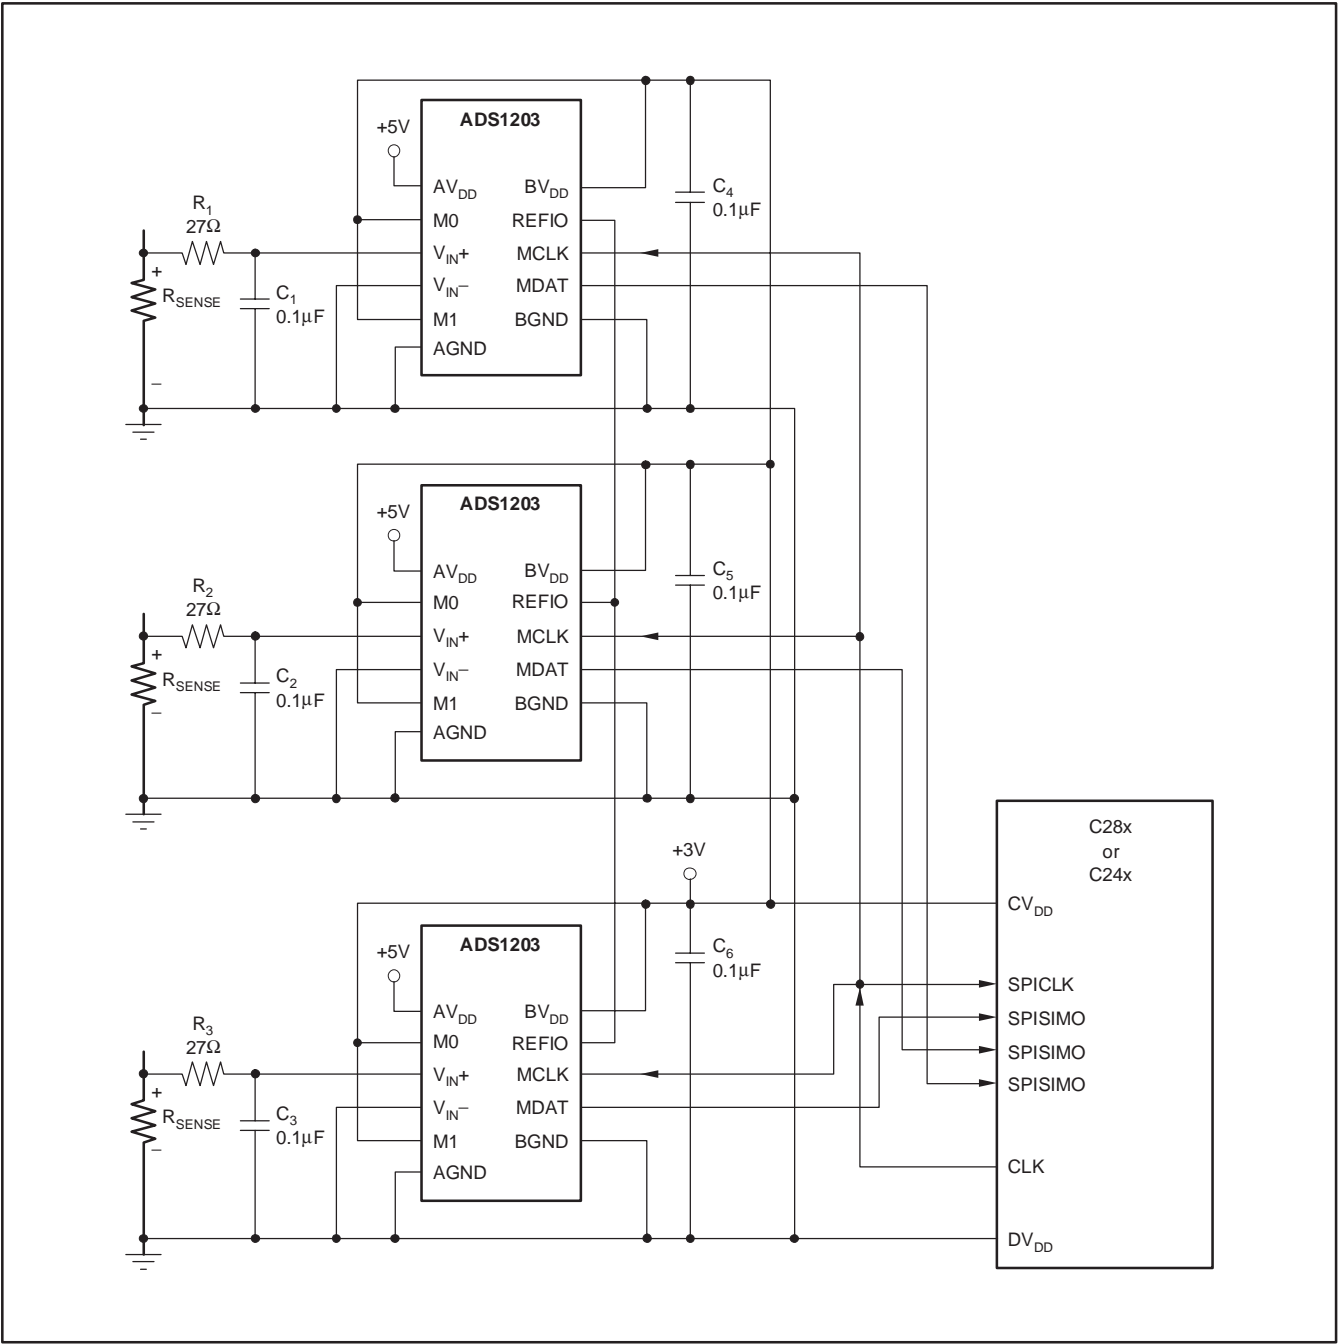 ADS1203
+5V
AVDD
BVDD
C4
0.1μF
R1
27Ω
M0
REFIO
VIN+
MCLK
+
RSENSE
C1
0.1μF
VIN–
MDAT
M1
BGND
AGND
–
ADS1203
+5V
AVDD
BVDD
C5
0.1μF
R2
27Ω
M0
REFIO
VIN+
MCLK
+
RSENSE
–
C2
0.1μF
VIN–
MDAT
M1
BGND
AGND
C28x
or
C24x
+3V
CVDD
ADS1203
+5V
C6
0.1μF
SPICLK
AVDD
BVDD
SPISIMO
R3
27Ω
M0
REFIO
SPISIMO
VIN+
MCLK
SPISIMO
+
RSENSE
–
C3
0.1μF
VIN–
MDAT
M1
BGND
CLK
AGND
DVDD